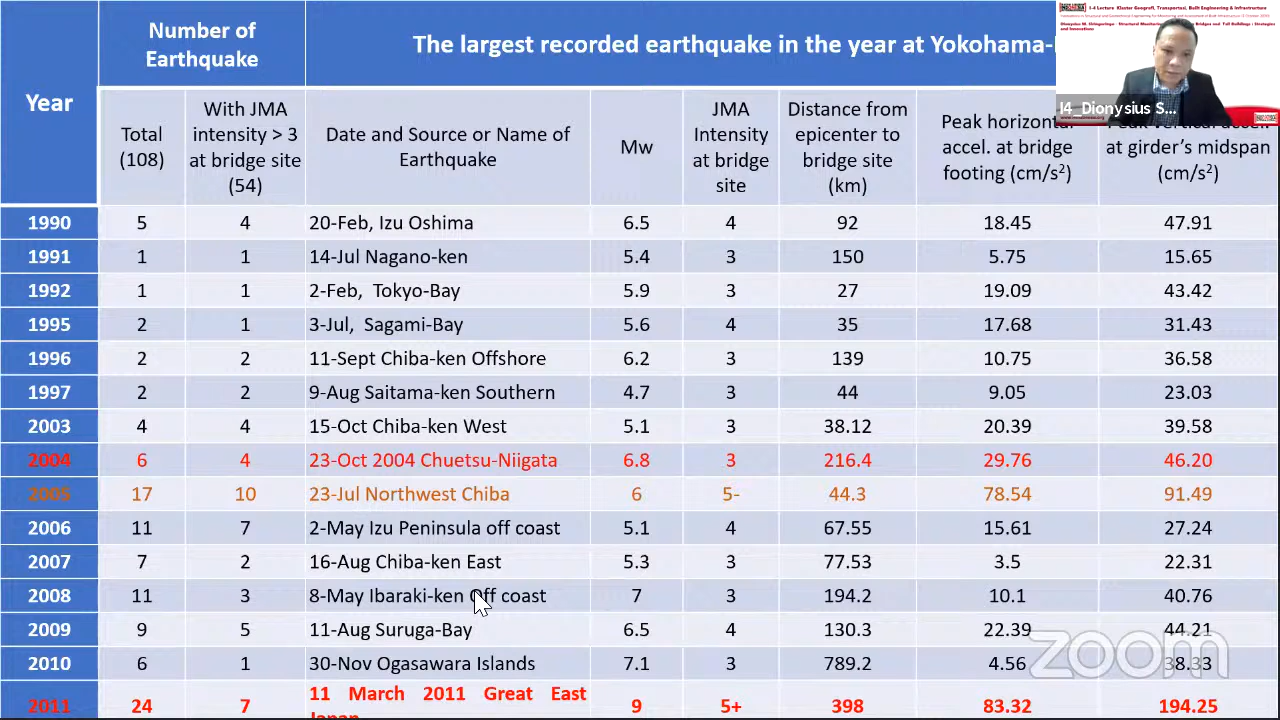 Number of
Earthquake
The largest recorded earthquake in the year at Yokohama-
Year
Total
(108)
With JMA
intensity > 3
at bridge site
(54)
Date and Source or Name of
Earthquake
Mw
JMA
Intensity
at bridge
site
Distance from
epicenter to
bridge site
(km)
Peak horizontal
accel. at bridge
footing (cm/s²)
Peak vertical accel.
at girder's midspan
(cm/s²)
1990 5 4 20-Feb, Izu Oshima 6.5 4 92 18.45 47.91
1991 1 1 14-Jul Nagano-ken 5.4 3 150 5.75 15.65
1992 1 1 2-Feb, Tokyo-Bay 5.9 3 27 19.09 43.42
1995 2 1 3-Jul, Sagami-Bay 5.6 4 35 17.68 31.43
1996 2 2 11-Sept Chiba-ken Offshore 6.2 3 139 10.75 36.58
1997 2 2 9-Aug Saitama-ken Southern 4.7 3 44 9.05 23.03
2003 4 4 15-Oct Chiba-ken West 5.1 3 38.12 20.39 39.58
2004 6 4 23-Oct 2004 Chuetsu-Niigata 6.8 3 216.4 29.76 46.20
2005 17 10 23-Jul Northwest Chiba 6 5- 44.3 78.54 91.49
2006 11 7 2-May Izu Peninsula off coast 5.1 4 67.55 15.61 27.24
2007 7 2 16-Aug Chiba-ken East 5.3 3 77.53 3.5 22.31
2008 11 3 8-May Ibaraki-ken Off coast 7 3 194.2 10.1 40.76
2009 9 5 11-Aug Suruga-Bay 6.5 4 130.3 22.39 44.21
2010 6 1 30-Nov Ogasawara Islands 7.1 3 789.2 4.56 38.33
2011 24 7 11 March 2011 Great East Japan 9 5+ 398 83.32 194.25
I4_Dionysius S...
zoom
I-4 Lecture Kluster Geografi, Transportasi, Built Engineering & Infrastructure